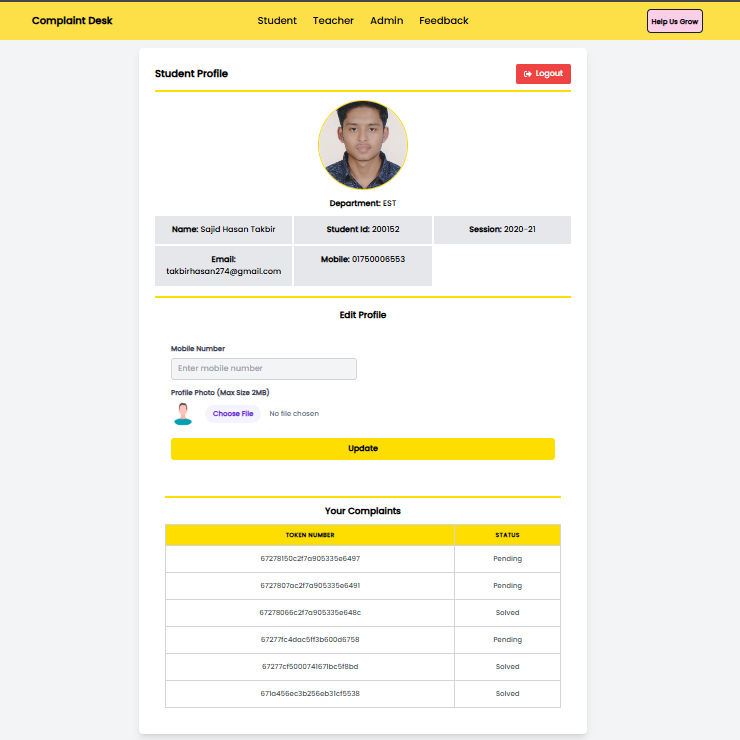 Complaint Desk
Student Teacher Admin Feedback
Help Us Grow
Student Profile
Logout
Department: EST
Name: Sajid Hasan Takbir
Student Id: 200152
Session: 2020-21
Email:
takbirhasan274@gmail.com
Mobile: 01750006553
Edit Profile
Mobile Number
Enter mobile number
Profile Photo (Max Size 2MB)
Choose File No file chosen
Update
Your Complaints
TOKEN NUMBER STATUS
67278150c2f7a905335e6497 Pending
6727807ac2f7a905335e6491 Pending
67278066c2f7a905335e648c Solved
67277fc4dac5ff3b600d6758 Pending
67277cf5000741671bc5f8bd Solved
671a456ec3b256eb31cf5538 Solved